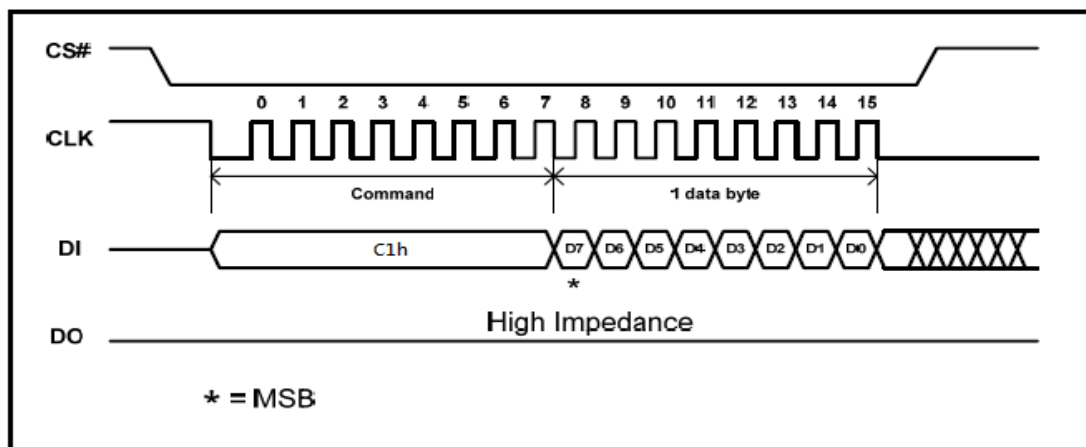 CS#
0 1 2 3 4 5 6 7 8 9 10 11 12 13 14 15
CLK
Command 1 data byte
DI C1h D7 D6 D5 D4 D3 D2 D1 D0
*
High Impedance
DO
* = MSB